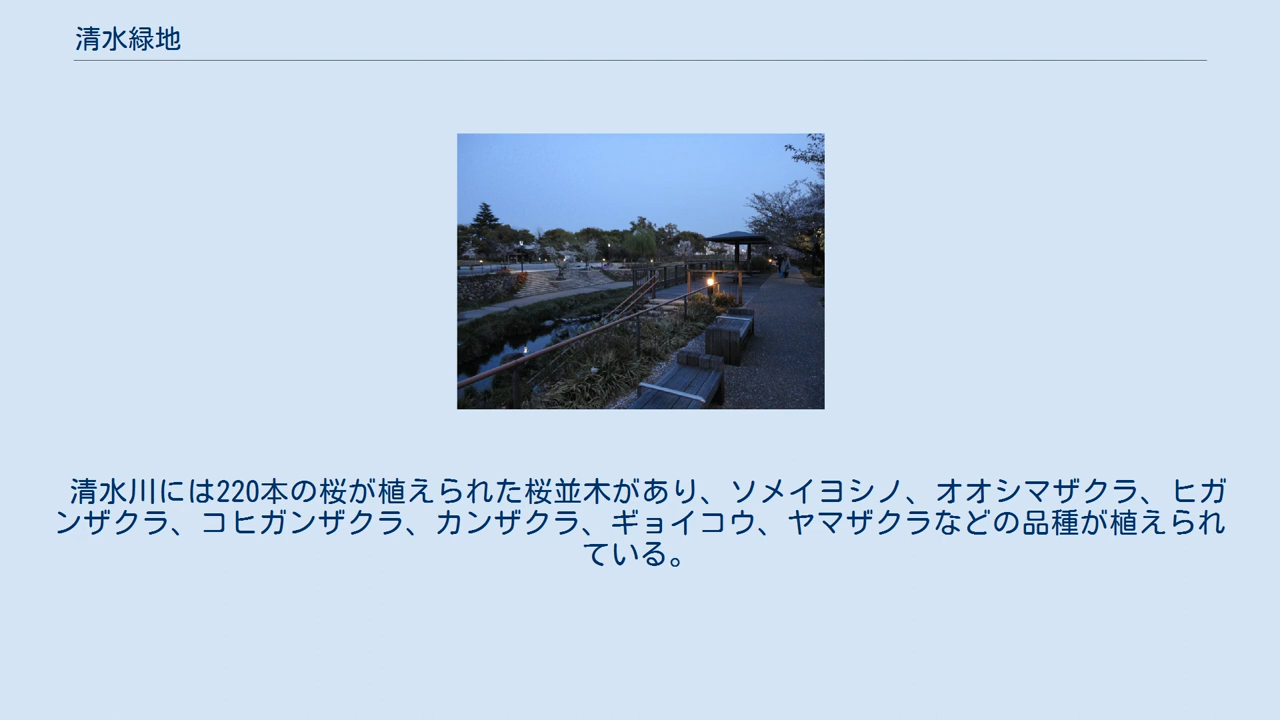 清水緑地
清水川には220本の桜が植えられた桜並木があり、ソメイヨシノ、オオシマザクラ、ヒガ
ンザクラ、コヒガンザクラ、カンザクラ、ギョイコウ、ヤマザクラなどの品種が植えられ
ている。